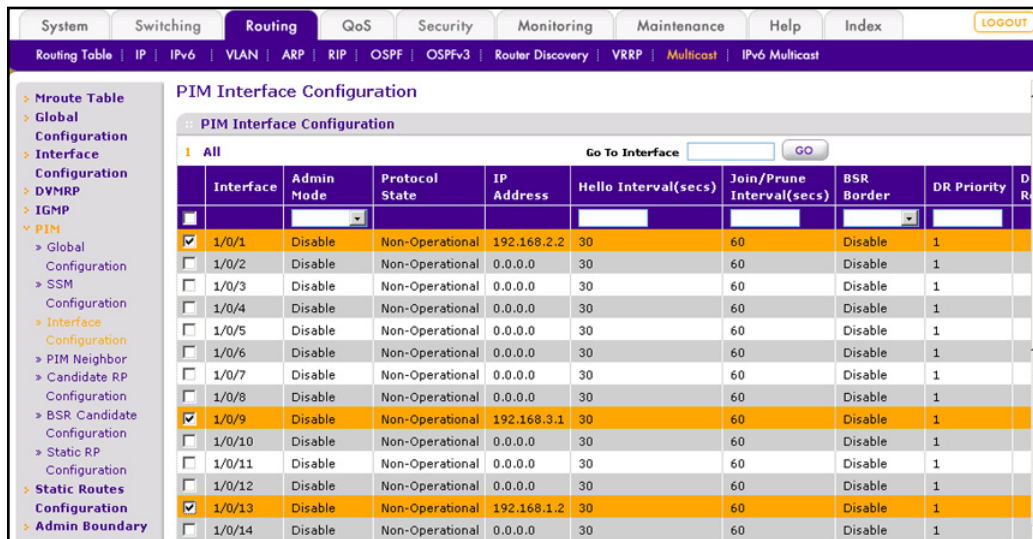 System Switching Routing QoS Security Monitoring Maintenance Help Index LOGOUT
Routing Table IP IPv6 VLAN ARP RIP OSPF OSPFv3 Router Discovery VRRP Multicast IPv6 Multicast
Mroute Table
Global
Configuration
Interface
Configuration
DVMRP
IGMP
PIM
Global
Configuration
SSM
Configuration
Interface
Configuration
PIM Neighbor
Candidate RP
Configuration
BSR Candidate
Configuration
Static RP
Configuration
Static Routes
Configuration
Admin Boundary
PIM Interface Configuration
PIM Interface Configuration
1 All Go To Interface GO
Interface Admin Mode Protocol State IP Address Hello Interval(secs) Join/Prune Interval(secs) BSR Border DR Priority
1/0/1 Disable Non-Operational 192.168.2.2 30 60 Disable 1
1/0/2 Disable Non-Operational 0.0.0.0 30 60 Disable 1
1/0/3 Disable Non-Operational 0.0.0.0 30 60 Disable 1
1/0/4 Disable Non-Operational 0.0.0.0 30 60 Disable 1
1/0/5 Disable Non-Operational 0.0.0.0 30 60 Disable 1
1/0/6 Disable Non-Operational 0.0.0.0 30 60 Disable 1
1/0/7 Disable Non-Operational 0.0.0.0 30 60 Disable 1
1/0/8 Disable Non-Operational 0.0.0.0 30 60 Disable 1
1/0/9 Disable Non-Operational 192.168.3.1 30 60 Disable 1
1/0/10 Disable Non-Operational 0.0.0.0 30 60 Disable 1
1/0/11 Disable Non-Operational 0.0.0.0 30 60 Disable 1
1/0/12 Disable Non-Operational 0.0.0.0 30 60 Disable 1
1/0/13 Disable Non-Operational 192.168.1.2 30 60 Disable 1
1/0/14 Disable Non-Operational 0.0.0.0 30 60 Disable 1